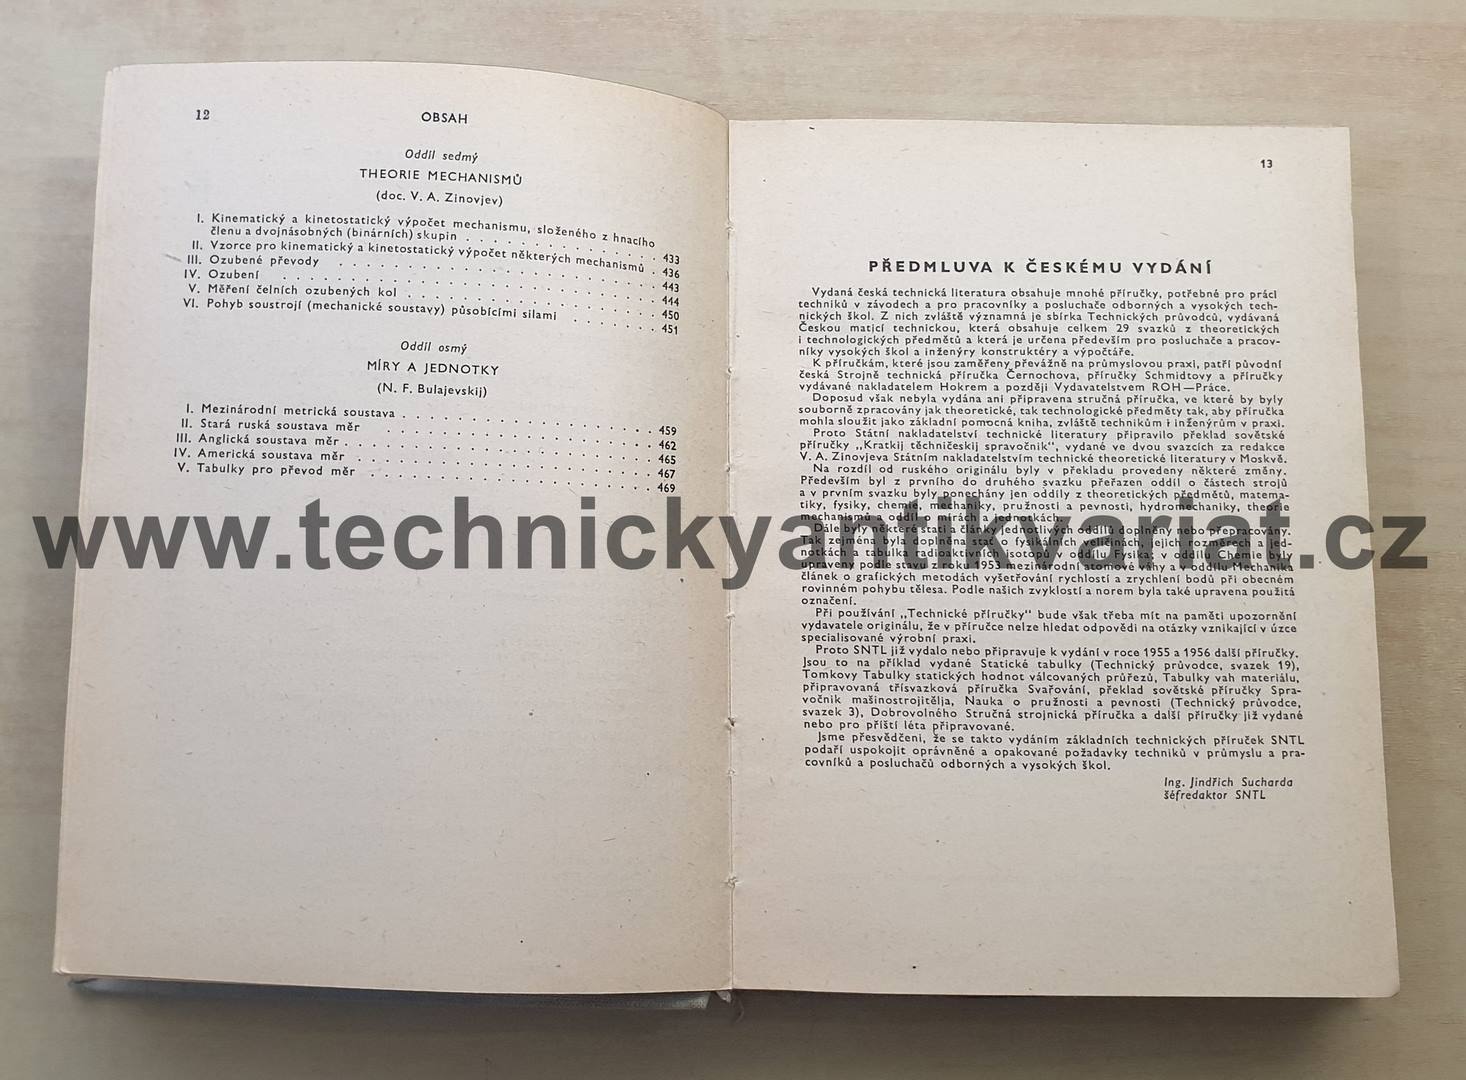 12
OBSAH
Oddíl sedmý
THEORIE MECHANISMŮ
(doc. V. A. Zinovjev)
I. Kinematický a kinetostatický výpočet mechanismu, složeného z hnacího
členu a dvojnásobných (binárních) skupin . . . . . . . . . . . . . 433
II. Vzorce pro kinematický a kinetostatický výpočet některých mechanismů . 436
III. Ozubené převody . . . . . . . . . . . . . . . . . . . . . . 443
IV. Ozubení . . . . . . . . . . . . . . . . . . . . . . . . . 444
V. Měření čelních ozubených kol . . . . . . . . . . . . . . . . . 450
VI. Pohyb soustrojí (mechanické soustavy) působícími silami . . . . . . 451
Oddíl osmý
MÍRY A JEDNOTKY
(N. F. Bulajevskij)
I. Mezinárodní metrická soustava . . . . . . . . . . . . . . . . 459
II. Stará ruská soustava měr . . . . . . . . . . . . . . . . . . 462
III. Anglická soustava měr . . . . . . . . . . . . . . . . . . . 465
IV. Americká soustava měr . . . . . . . . . . . . . . . . . . . 467
V. Tabulky pro převod měr . . . . . . . . . . . . . . . . . . . 469
13
PŘEDMLUVA K ČESKÉMU VYDÁNÍ
Vydaná česká technická literatura obsahuje mnohé příručky, potřebné pro práci
techniků v závodech a pro pracovníky a posluchače odborných a vysokých tech-
nických škol. Z nich zvláště významná je sbírka Technických průvodců, vydávaná
Českou maticí technickou, která obsahuje celkem 29 svazků z theoretických
i technologických předmětů a která je určena především pro posluchače a pracov-
níky vysokých škol a inženýry konstruktéry a výpočtáře.
K příručkám, které jsou zaměřeny převážně na průmyslovou praxi, patří původní
česká Strojně technická příručka Černochova, příručky Schmidtovy a příručky
vydávané nakladatelem Hokrem a později Vydavatelstvem ROH—Práce.
Doposud však nebyla vydána ani připravena stručná příručka, ve které by byly
souborně zpracovány jak theoretické, tak technologické předměty tak, aby příručka
mohla sloužit jako základní pomocná kniha, zvláště technikům i inženýrům v praxi.
Proto Státní nakladatelství technické literatury připravilo překlad sovětské
příručky „Kratkij těchničeskij spravočnik“, vydané ve dvou svazcích za redakce
V. A. Zinovjeva Státním nakladatelstvím technické theoretické literatury v Moskvě.
Na rozdíl od ruského originálu byly v překladu provedeny některé změny.
Především byl z prvního do druhého svazku přeřazen oddíl o částech strojů
a v prvním svazku byly ponechány jen oddíly z theoretických předmětů, matema-
tiky, fysiky, chemie, mechaniky, pružnosti a pevnosti, hydromechaniky, theorie
mechanismů a oddíl o mírách a jednotkách.
Dále byly některé stati a články jednotlivých oddílů doplněny nebo přepracovány.
Tak zejména byla doplněna stať o fysikálních veličinách, jejich rozměrech a jed-
notkách a tabulka radioaktivních isotopů v oddílu Fysika; v oddílu Chemie byly
upraveny podle stavu z roku 1953 mezinárodní atomové váhy a v oddílu Mechanika
článek o grafických metodách vyšetřování rychlostí a zrychlení bodů při obecném
rovinném pohybu tělesa. Podle našich zvyklostí a norem byla také upravena použitá
označení.
Při používání „Technické příručky“ bude však třeba mít na paměti upozornění
vydavatele originálu, že v příručce nelze hledat odpovědi na otázky vznikající v úzce
specialisované výrobní praxi.
Proto SNTL již vydalo nebo připravuje k vydání v roce 1955 a 1956 další příručky.
Jsou to na příklad vydané Statické tabulky (Technický průvodce, svazek 19),
Tomkovy Tabulky statických hodnot válcovaných průřezů, Tabulky vah materiálu,
připravovaná třísvazková příručka Svařování, překlad sovětské příručky Spra-
vočnik mašinostrojitělja, Nauka o pružnosti a pevnosti (Technický průvodce,
svazek 3), Dobrovolného Stručná strojnická příručka a další příručky již vydané
nebo pro příští léta připravované.
Jsme přesvědčeni, že se takto vydáním základních technických příruček SNTL
podaří uspokojit oprávněné a opakované požadavky techniků v průmyslu a pra-
covníků a posluchačů odborných a vysokých škol.
Ing. Jindřich Sucharda
šéfredaktor SNTL
www.technickyantikvariat.cz